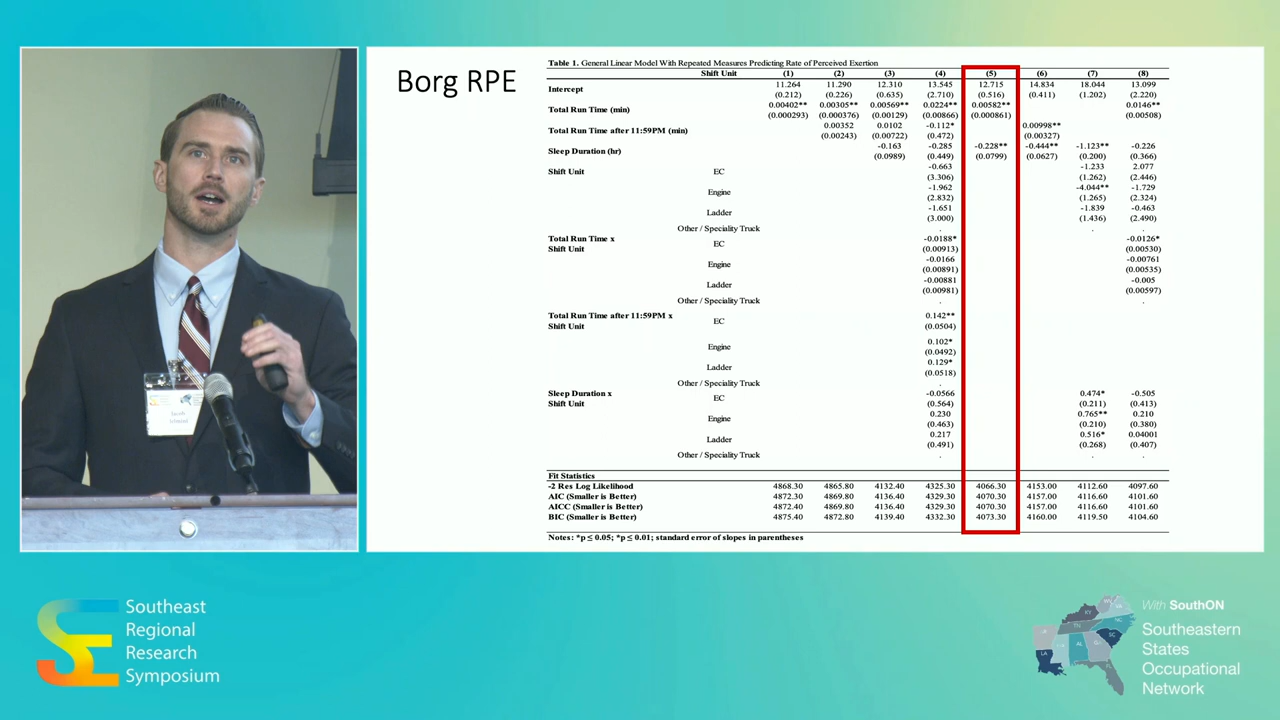 Borg RPE
Table 1. General Linear Model With Repeated Measures Predicting Rate of Perceived Exertion
Shift Unit (1) (2) (3) (4) (5) (6) (7) (8)
Intercept 11.264 11.290 12.310 13.545 12.715 14.834 18.044 13.099
(0.212) (0.226) (0.635) (2.710) (0.516) (0.411) (1.202) (2.220)
Total Run Time (min) 0.00402** 0.00305** 0.00569** 0.0224** 0.00582** 0.0146**
(0.000293) (0.000376) (0.00129) (0.00866) (0.000861) (0.00508)
Total Run Time after 11:59PM (min) 0.00352 0.0102 -0.112* 0.00998**
(0.00243) (0.00722) (0.472) (0.00327)
Sleep Duration (hr) -0.163 -0.285 -0.228** -0.444** -1.123** -0.226
(0.0989) (0.449) (0.0799) (0.0627) (0.200) (0.366)
Shift Unit EC -0.663 -1.233 2.077
(3.306) (1.262) (2.446)
Engine -1.962 -4.044** -1.729
(2.832) (1.265) (2.324)
Ladder -1.651 -1.839 -0.463
(3.000) (1.436) (2.490)
Other / Speciality Truck . . .
Total Run Time x
Shift Unit
EC -0.0188* -0.0126*
(0.00913) (0.00530)
Engine -0.0166 -0.00761
(0.00891) (0.00535)
Ladder -0.00881 -0.005
(0.00981) (0.00597)
Other / Speciality Truck . .
Total Run Time after 11:59PM x
Shift Unit
EC 0.142**
(0.0504)
Engine 0.102*
(0.0492)
Ladder 0.129*
(0.0518)
Other / Speciality Truck .
Sleep Duration x
Shift Unit
EC -0.0566 0.474* -0.505
(0.564) (0.211) (0.413)
Engine 0.230 0.765** 0.210
(0.463) (0.210) (0.380)
Ladder 0.217 0.516* 0.04001
(0.491) (0.268) (0.407)
Other / Speciality Truck . . .
Fit Statistics
-2 Res Log Likelihood 4868.30 4865.80 4132.40 4325.30 4066.30 4153.00 4112.60 4097.60
AIC (Smaller is Better) 4872.30 4869.80 4136.40 4329.30 4070.30 4157.00 4116.60 4101.60
AICC (Smaller is Better) 4872.40 4869.80 4136.40 4329.30 4070.30 4157.00 4116.60 4101.60
BIC (Smaller is Better) 4875.40 4872.80 4139.40 4332.30 4073.30 4160.00 4119.50 4104.60
Notes: *p ≤ 0.05; *p ≤ 0.01; standard error of slopes in parentheses
Southeast
Regional
Research
Symposium
With SouthON
Southeastern
States
Occupational
Network
KY
TN
NC
SC
AL
LA